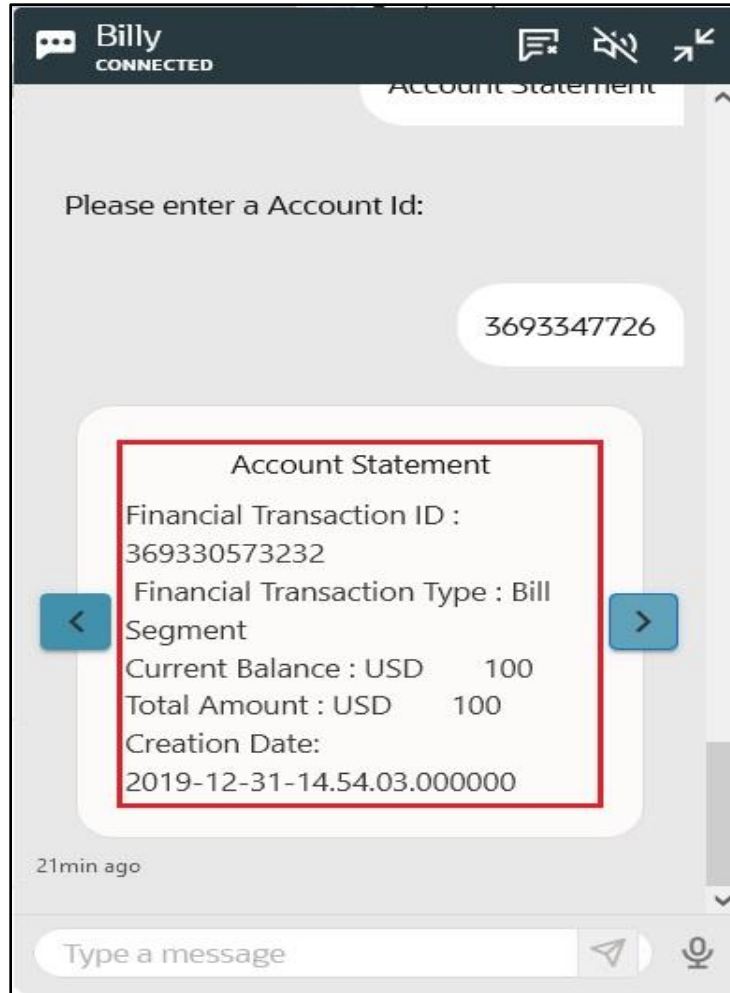 Billy
CONNECTED
Account Statement
Please enter a Account Id:
3693347726
Account Statement
Financial Transaction ID :
369330573232
Financial Transaction Type : Bill
Segment
Current Balance : USD 100
Total Amount : USD 100
Creation Date:
2019-12-31-14.54.03.000000
21min ago
Type a message